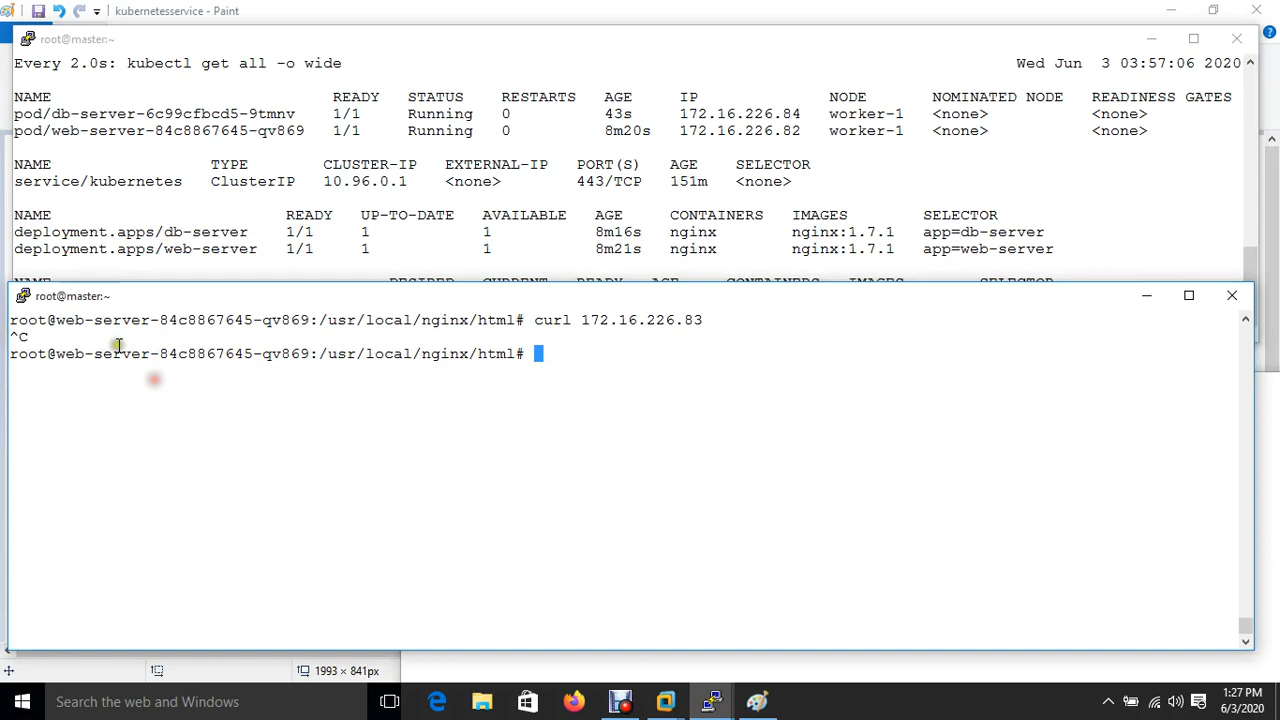 kubernetesservice - Paint
root@master:~
Every 2.0s: kubectl get all -o wide Wed Jun 3 03:57:06 2020
NAME READY STATUS RESTARTS AGE IP NODE NOMINATED NODE READINESS GATES
pod/db-server-6c99cfbcd5-9tmnv 1/1 Running 0 43s 172.16.226.84 worker-1 <none> <none>
pod/web-server-84c8867645-qv869 1/1 Running 0 8m20s 172.16.226.82 worker-1 <none> <none>
NAME TYPE CLUSTER-IP EXTERNAL-IP PORT(S) AGE SELECTOR
service/kubernetes ClusterIP 10.96.0.1 <none> 443/TCP 151m <none>
NAME READY UP-TO-DATE AVAILABLE AGE CONTAINERS IMAGES SELECTOR
deployment.apps/db-server 1/1 1 1 8m16s nginx nginx:1.7.1 app=db-server
deployment.apps/web-server 1/1 1 1 8m21s nginx nginx:1.7.1 app=web-server
NAME DESIRED CURRENT READY AGE CONTAINERS IMAGES SELECTOR
root@master:~
root@web-server-84c8867645-qv869:/usr/local/nginx/html# curl 172.16.226.83
^C
root@web-server-84c8867645-qv869:/usr/local/nginx/html#
1993 × 841px
Search the web and Windows
1:27 PM
6/3/2020